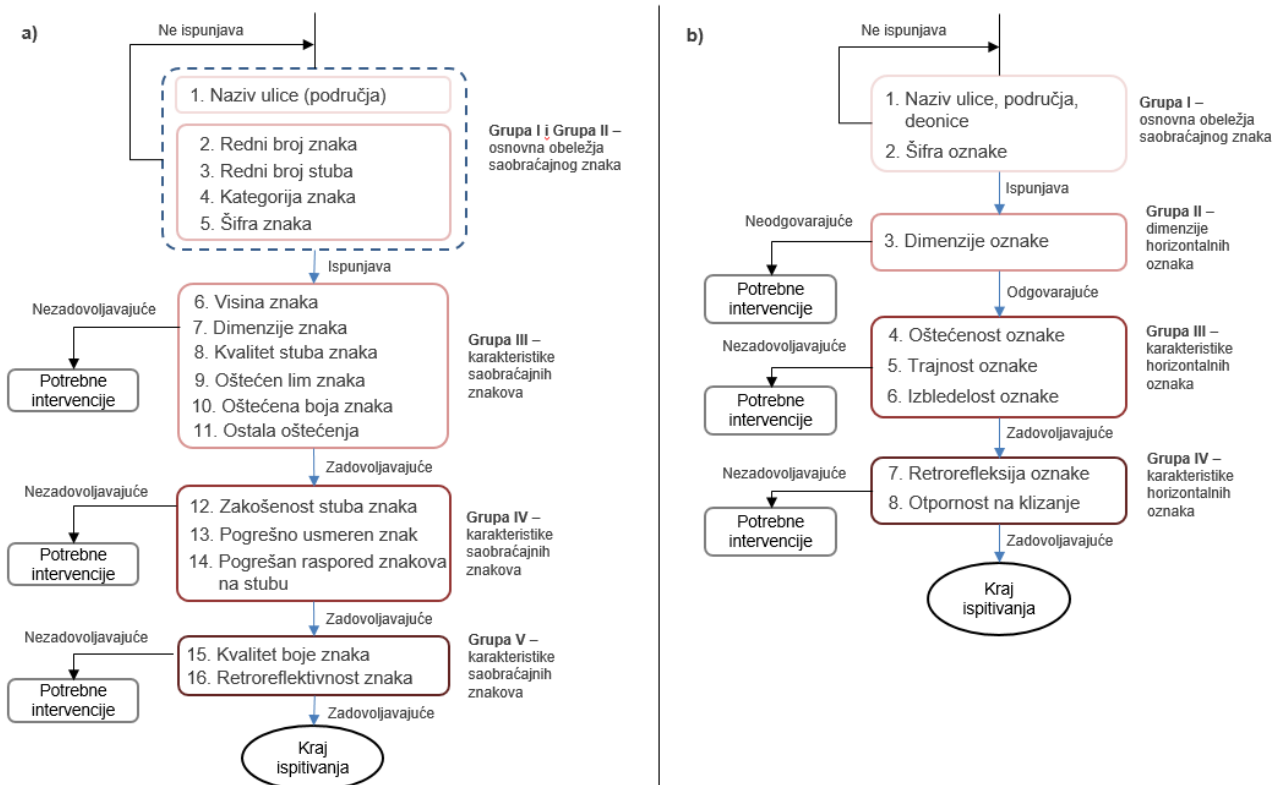 a)
Ne ispunjava
1. Naziv ulice (područja)
2. Redni broj znaka
3. Redni broj stuba
4. Kategorija znaka
5. Šifra znaka
Grupa I i Grupa II –
osnovna obeležja
saobraćajnog znaka
Ispunjava
Nezadovoljavajuće
6. Visina znaka
7. Dimenzije znaka
8. Kvalitet stuba znaka
9. Oštećen lim znaka
10. Oštećena boja znaka
11. Ostala oštećenja
Grupa III –
karakteristike
saobraćajnih
znakova
Potrebne
intervencije
Zadovoljavajuće
Nezadovoljavajuće
12. Zakošenost stuba znaka
13. Pogrešno usmeren znak
14. Pogrešan raspored znakova
na stubu
Grupa IV –
karakteristike
saobraćajnih
znakova
Potrebne
intervencije
Zadovoljavajuće
Nezadovoljavajuće
15. Kvalitet boje znaka
16. Retroreflektivnost znaka
Grupa V –
karakteristike
saobraćajnih
znakova
Potrebne
intervencije
Zadovoljavajuće
Kraj
ispitivanja
b)
Ne ispunjava
1. Naziv ulice, područja,
deonice
2. Šifra oznake
Grupa I –
osnovna obeležja
saobraćajnog znaka
Ispunjava
Neodgovarajuće
3. Dimenzije oznake
Grupa II –
dimenzije
horizontalnih
oznaka
Potrebne
intervencije
Odgovarajuće
Nezadovoljavajuće
4. Oštećenost oznake
5. Trajnost oznake
6. Izbledelost oznake
Grupa III –
karakteristike
horizontalnih
oznaka
Potrebne
intervencije
Zadovoljavajuće
Nezadovoljavajuće
7. Retrorefleksija oznake
8. Otpornost na klizanje
Grupa IV –
karakteristike
horizontalnih
oznaka
Potrebne
intervencije
Zadovoljavajuće
Kraj
ispitivanja